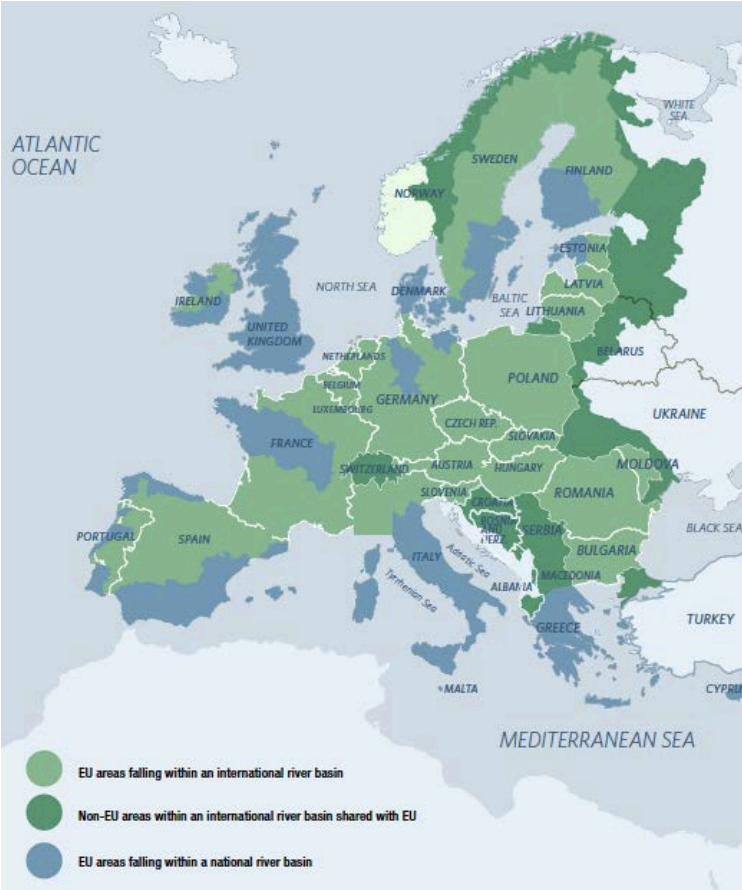 WHITE
SEA
ATLANTIC
OCEAN
SWEDEN
FINLAND
NORWAY
ESTONIA
NORTH SEA
DENMARK
LATVIA
BALTIC
SEA
LITHUANIA
IRELAND
UNITED
KINGDOM
BELARUS
NETHERLANDS
POLAND
BELGIUM
GERMANY
LUXEMBOURG
UKRAINE
CZECH REP.
SLOVAKIA
FRANCE
MOLDOVA
SWITZERLAND
AUSTRIA
HUNGARY
SLOVENIA
ROMANIA
CROATIA
BOSNIA
AND
HERZ.
SERBIA
BLACK SEA
PORTUGAL
SPAIN
ITALY
Adriatic Sea
BULGARIA
Tyrrhenian Sea
ALBANIA
MACEDONIA
TURKEY
GREECE
MALTA
CYPRU
MEDITERRANEAN SEA
EU areas falling within an international river basin
Non-EU areas within an international river basin shared with EU
EU areas falling within a national river basin